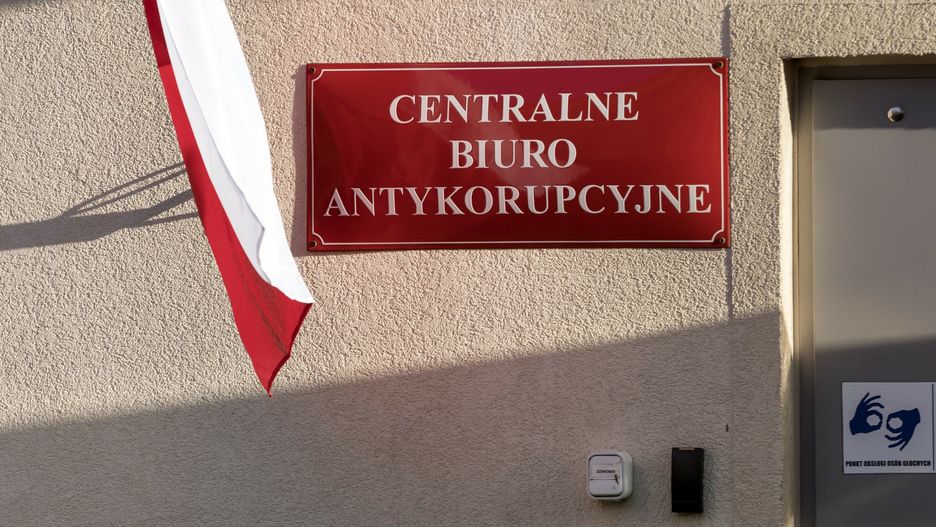 CENTRALNE
BIURO
ANTYKORUPCYJNE
DZWONEK
PUNKT OBSŁUGI OSÓB GŁUCHYCH